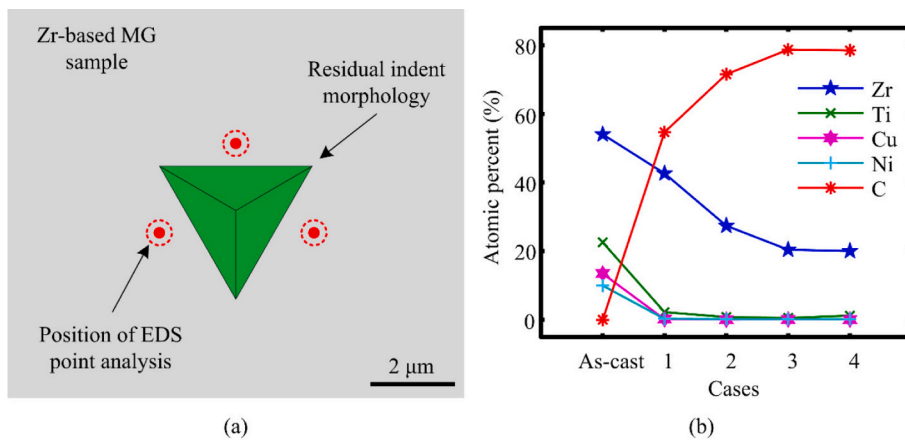 Zr-based MG
sample
Residual indent
morphology
Position of EDS
point analysis
2 μm
(a)
Atomic percent (%)
80
60
40
20
0
Zr
Ti
Cu
Ni
C
As-cast 1 2 3 4
Cases
(b)